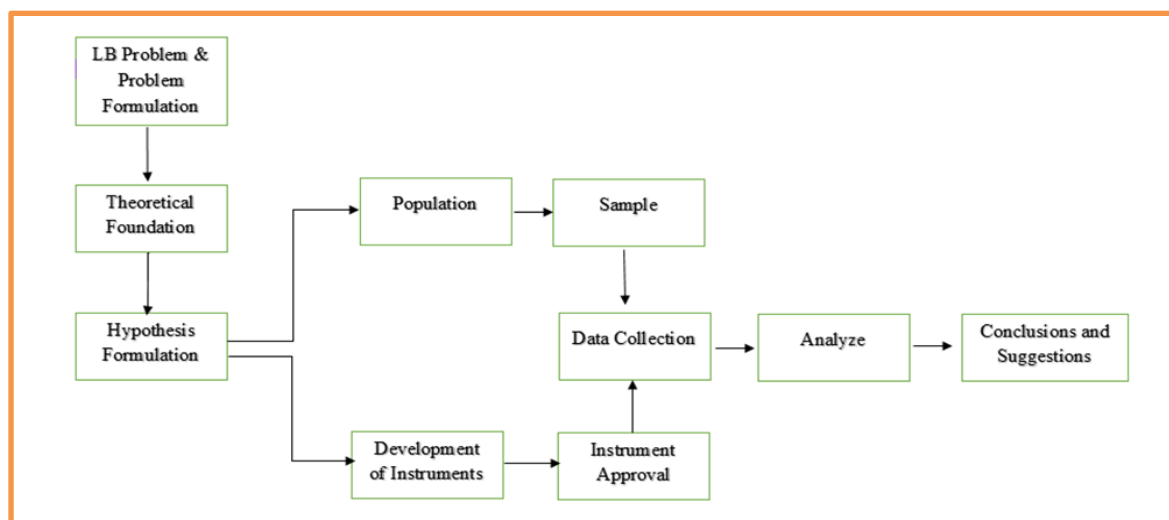 LB Problem &
Problem
Formulation
Theoretical
Foundation
Hypothesis
Formulation
Population
Sample
Data Collection
Analyze
Conclusions and
Suggestions
Development
of Instruments
Instrument
Approval